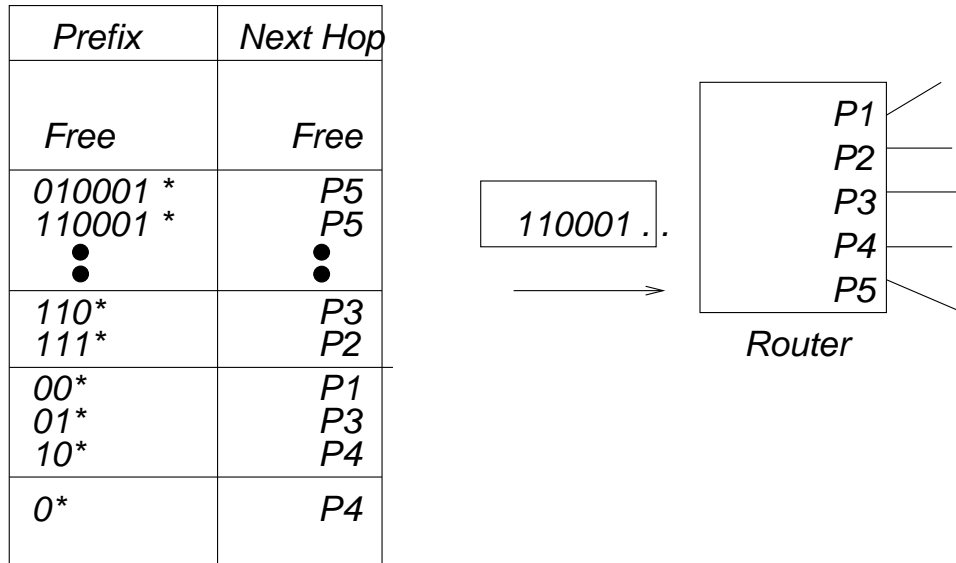 Prefix Next Hop
Free Free
010001 * P5
110001 * P5
110* P3
111* P2
00* P1
01* P3
10* P4
0* P4
110001 . .
P1
P2
P3
P4
P5
Router